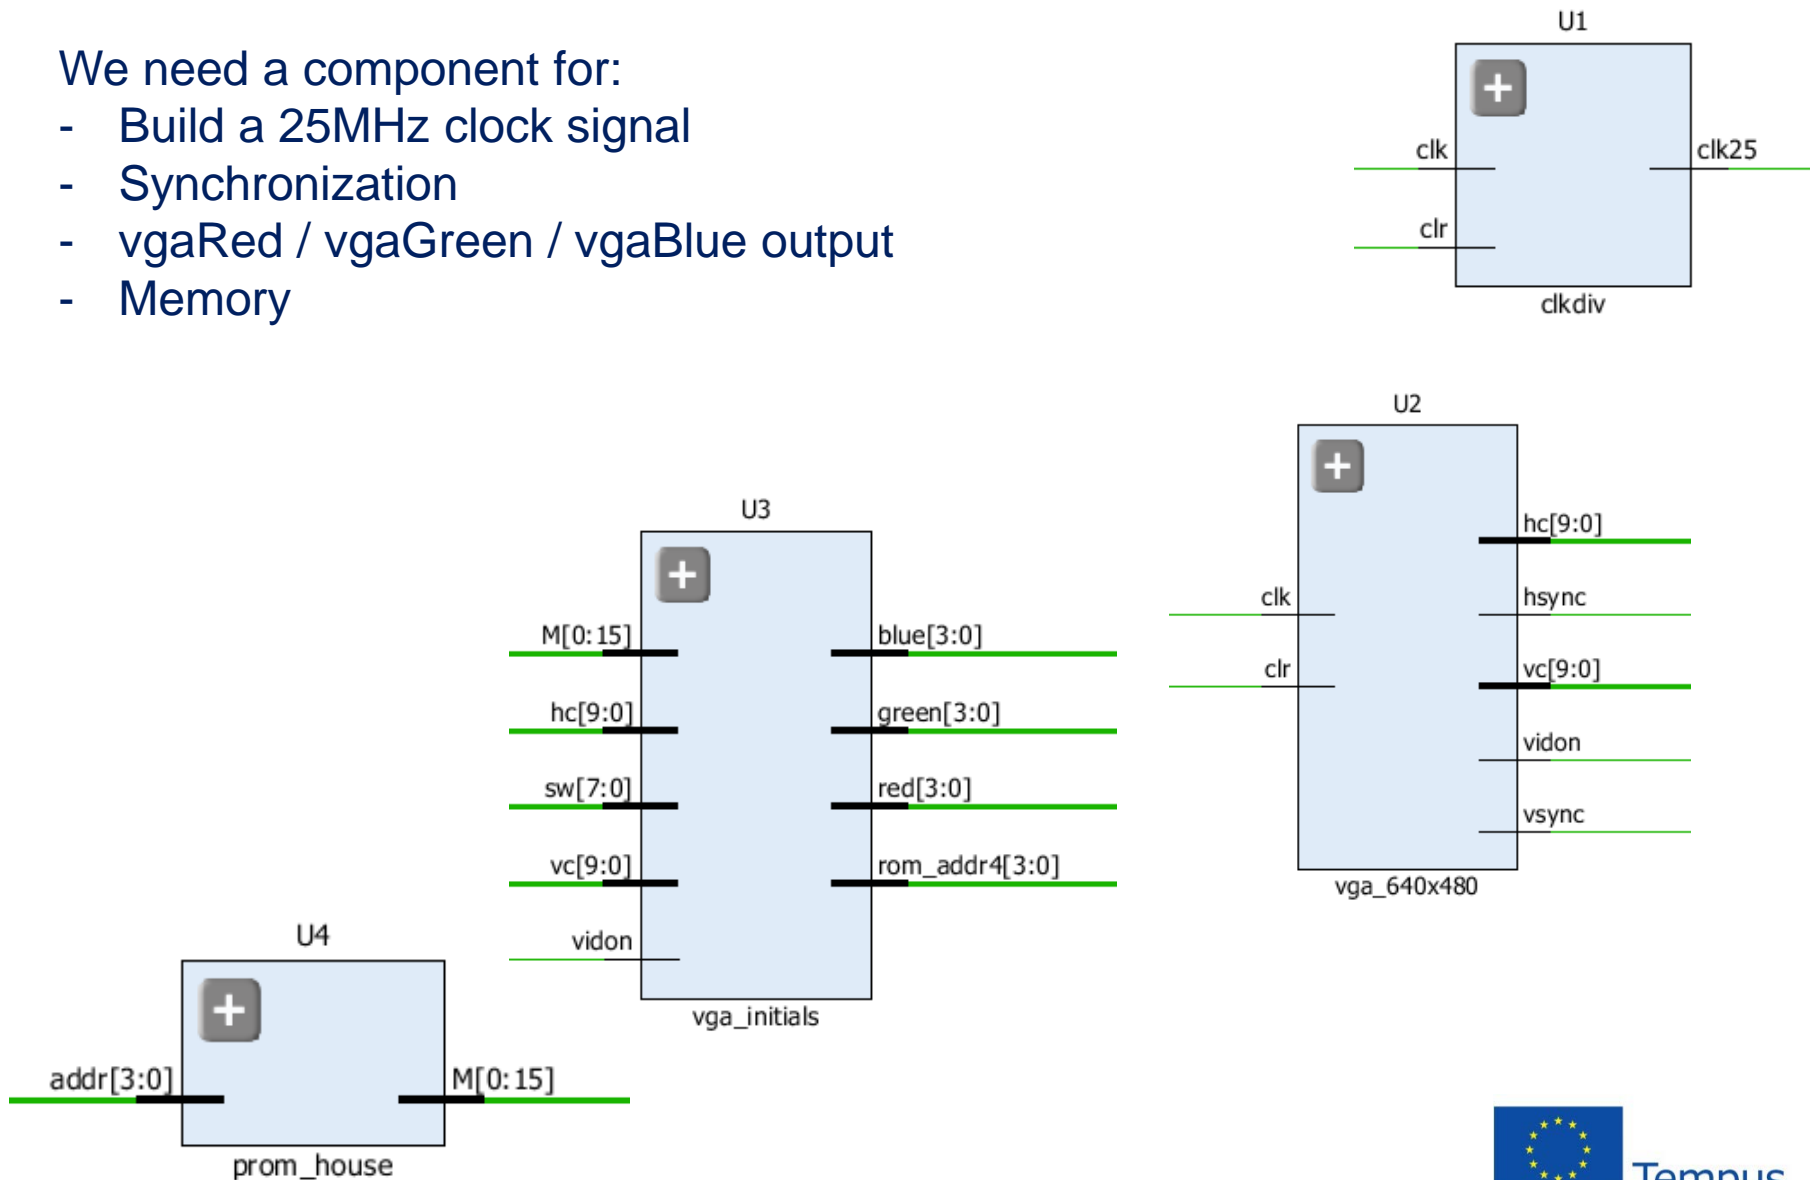 We need a component for:
- Build a 25MHz clock signal
- Synchronization
- vgaRed / vgaGreen / vgaBlue output
- Memory
U1
clk
clk25
clr
clkdiv
U2
hc[9:0]
clk
hsync
clr
vc[9:0]
vidon
vsync
vga_640x480
U3
M[0:15]
blue[3:0]
hc[9:0]
green[3:0]
sw[7:0]
red[3:0]
vc[9:0]
rom_addr4[3:0]
vidon
vga_initials
U4
addr[3:0]
M[0:15]
prom_house
Tempus